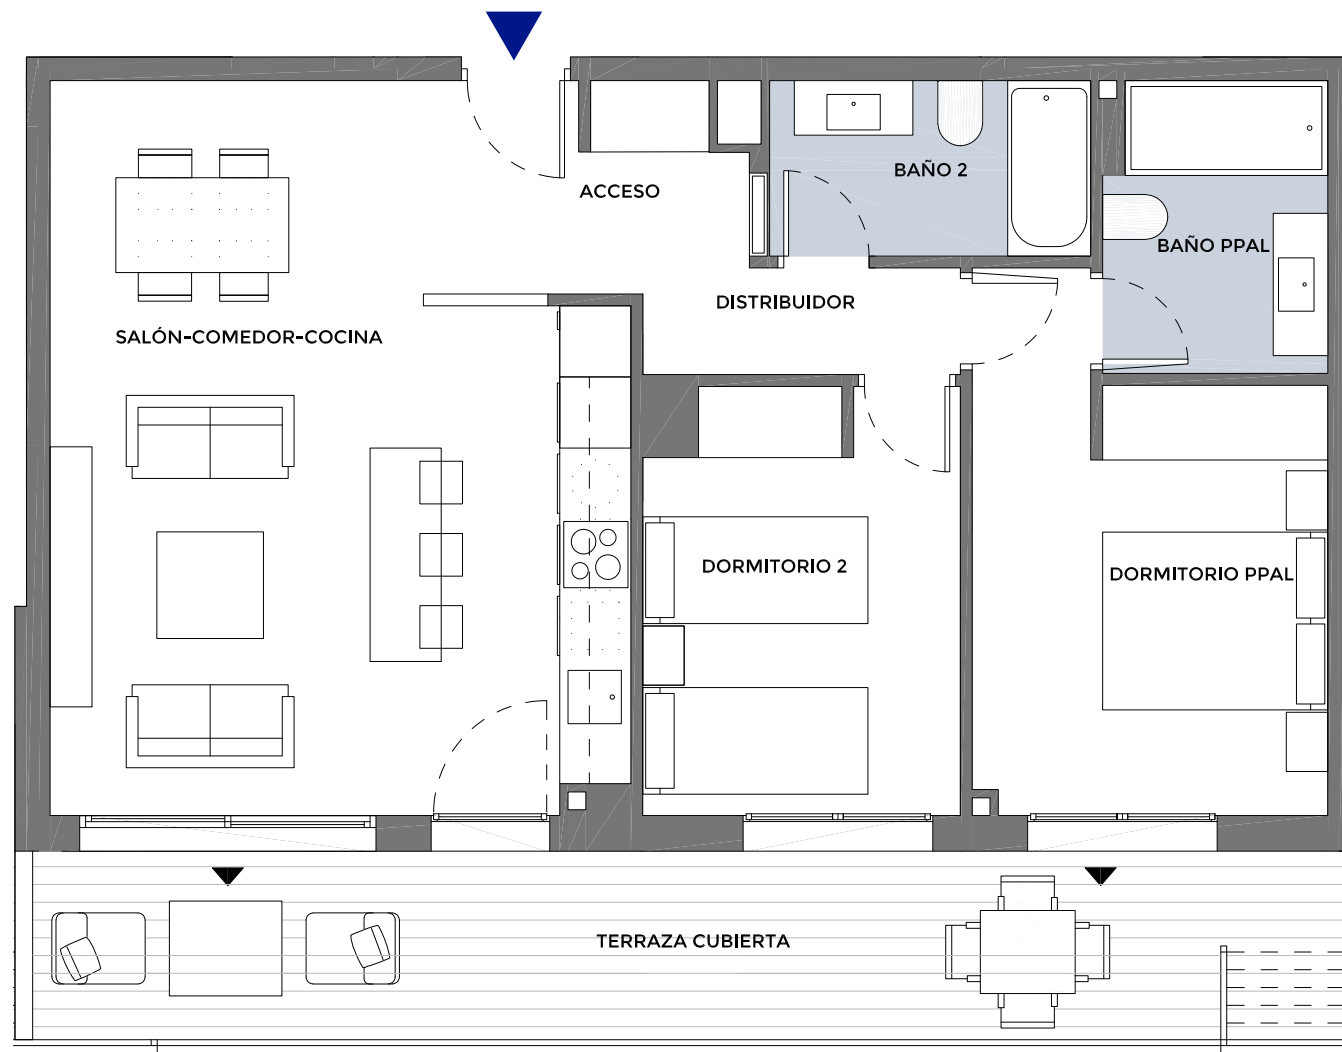 BAÑO 2
ACCESO
BAÑO PPAL
DISTRIBUIDOR
SALÓN-COMEDOR-COCINA
DORMITORIO 2
DORMITORIO PPAL
TERRAZA CUBIERTA